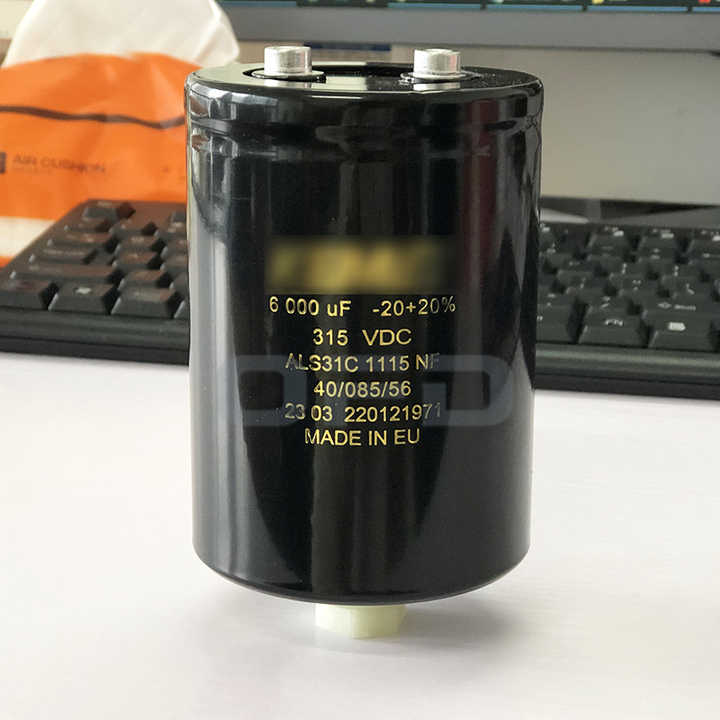 AIR CUSHION
6 000 uF -20+20%
315 VDC
ALS31C 1115 NF
40/085/56
23 03 220121971
MADE IN EU